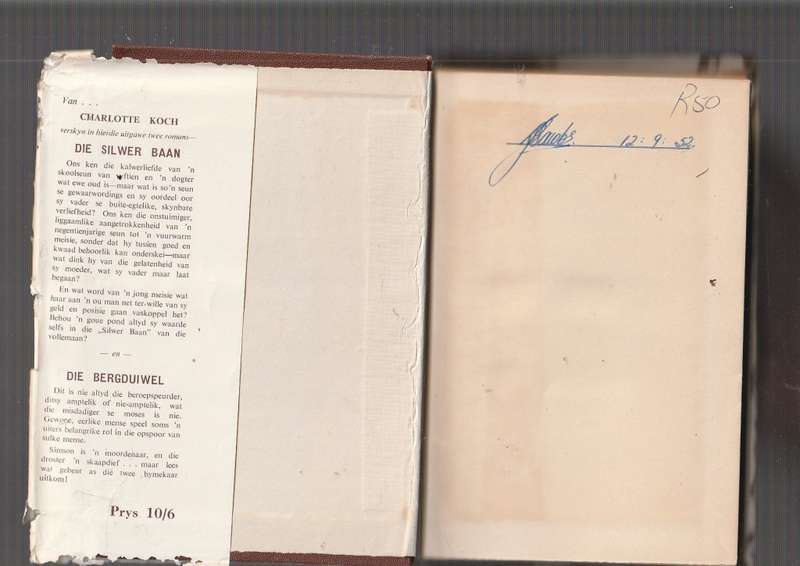 Van . . .
CHARLOTTE KOCH
verskyn in hierdie uitgawe twee romans—
DIE SILWER BAAN
Ons ken die kalwerliefde van 'n
skoolseun van veftien en 'n dogter
wat ewe oud is—maar wat is so'n seun
se gewaarwordings en sy oordeel oor
sy vader se buite-egtelike, skynbare
verliefheid? Ons ken die onstuimiger,
liggaamlike aangetrokkenheid van 'n
negentienjarige seun tot 'n vuurwarm
meisie, sonder dat hy tussien goed en
kwaad behoorlik kan onderskei—maar
wat dink hy van die gelatenheid van
sy moeder, wat sy vader maar laat
begaan?
En wat word van 'n jong meisie wat
haar aan 'n ou man net ter-wille van sy
geld en posisie gaan vaskoppel het?
Behou 'n goue pond altyd sy waarde
selfs in die „Silwer Baan” van die
vollemaan?
— en —
DIE BERGDUIWEL
Dit is nie altyd die beroepspeurder,
ditsy amptelik of nie-amptelik, wat
die misdadiger se moses is nie.
Gewone, eerlike mense speel soms 'n
uiters belangrike rol in die opspoor van
sulke mense.
Simson is 'n moordenaar, en die
droster 'n skaapdief . . . maar lees
wat gebeur as dié twee bymekaar
uitkom!
Prys 10/6
R50
12 : 9 : 52